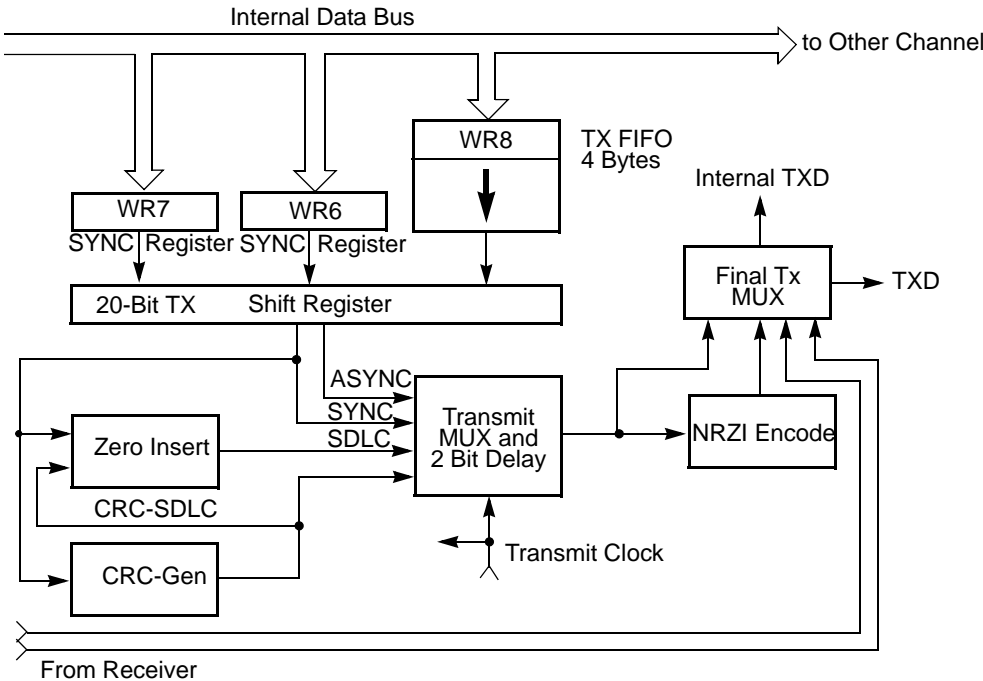 Internal Data Bus
to Other Channel
WR8
TX FIFO
4 Bytes
Internal TXD
WR7
WR6
SYNC Register
SYNC Register
Final Tx
MUX
TXD
20-Bit TX Shift Register
ASYNC
SYNC
SDLC
Transmit
MUX and
2 Bit Delay
NRZI Encode
Zero Insert
CRC-SDLC
CRC-Gen
Transmit Clock
From Receiver